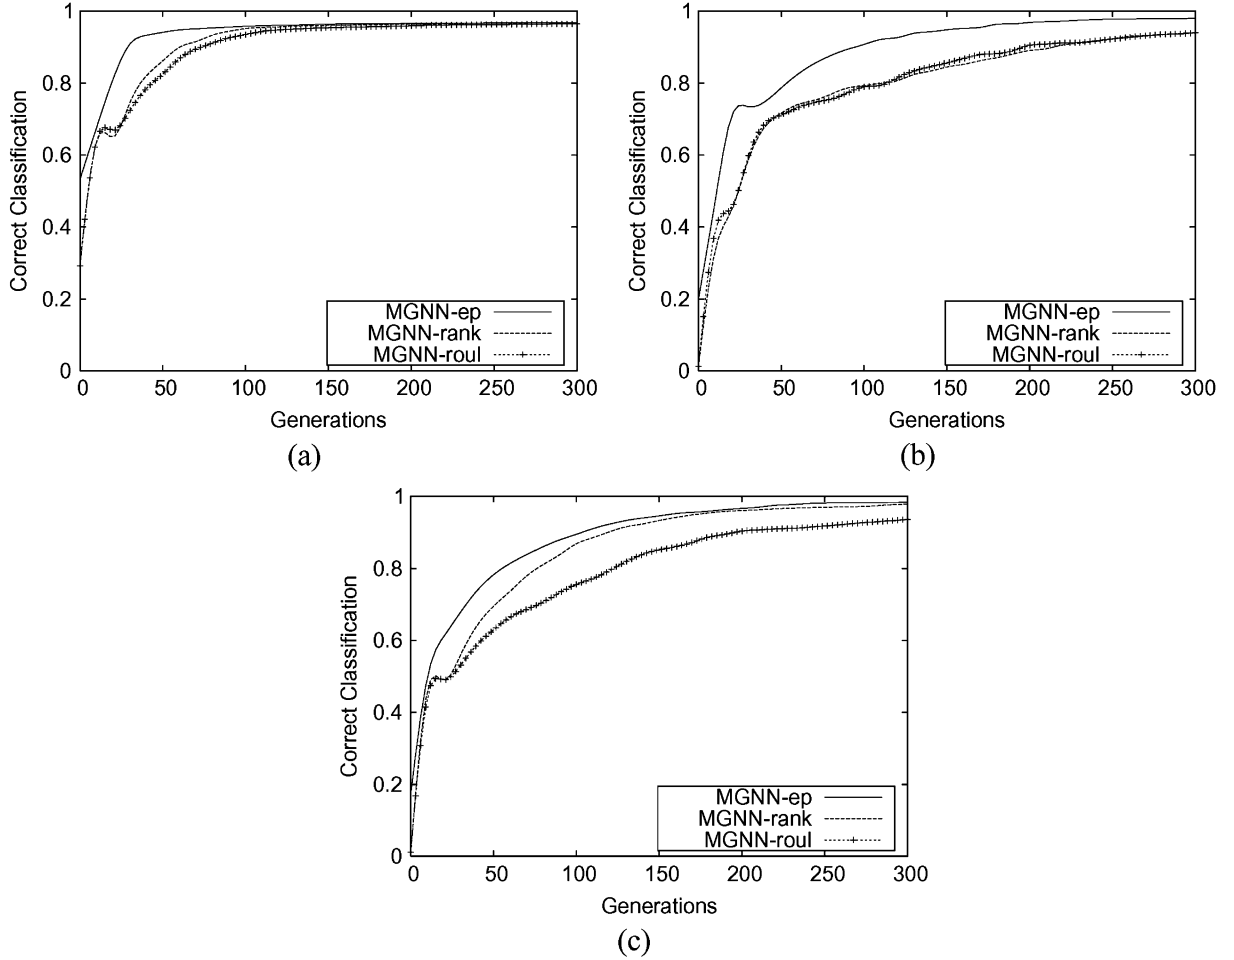 1
0.8
0.6
0.4
0.2
0
Correct Classification
MGNN-ep
MGNN-rank
MGNN-roul
0 50 100 150 200 250 300
Generations
(a)
1
0.8
0.6
0.4
0.2
0
Correct Classification
MGNN-ep
MGNN-rank
MGNN-roul
0 50 100 150 200 250 300
Generations
(b)
1
0.8
0.6
0.4
0.2
0
Correct Classification
MGNN-ep
MGNN-rank
MGNN-roul
0 50 100 150 200 250 300
Generations
(c)